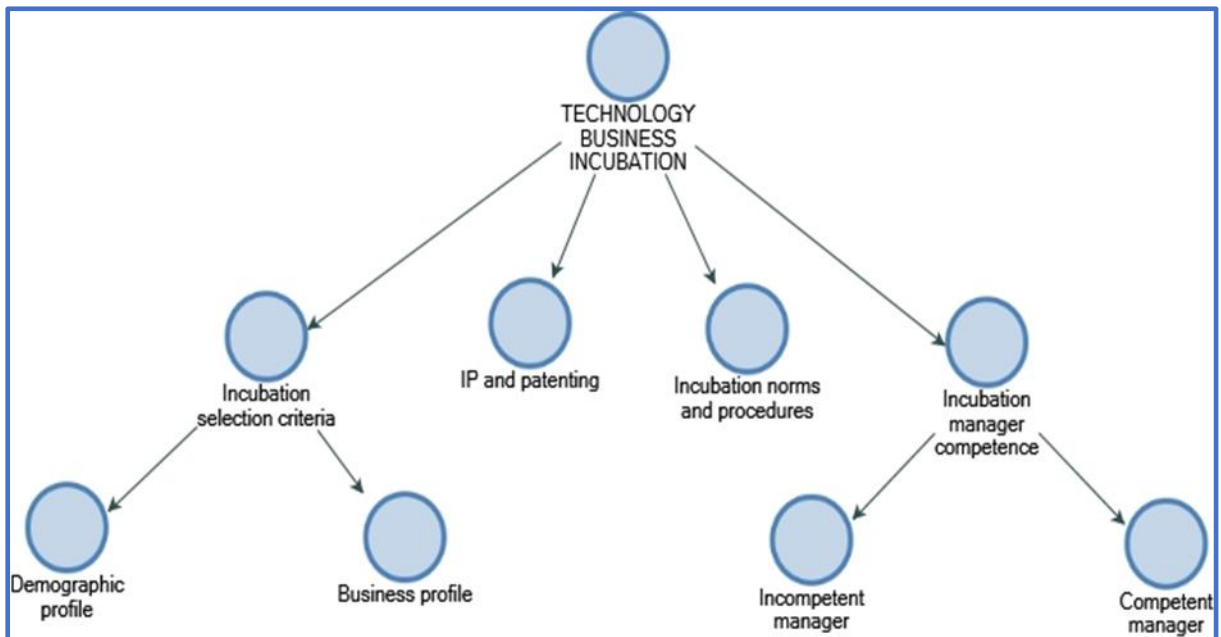 TECHNOLOGY
BUSINESS
INCUBATION
Incubation
selection criteria
IP and patenting
Incubation norms
and procedures
Incubation
manager
competence
Demographic
profile
Business profile
Incompetent
manager
Competent
manager